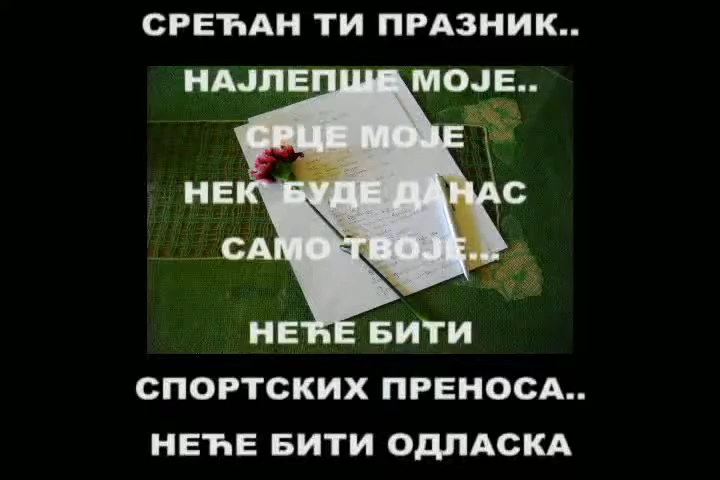 СРЕЋАН ТИ ПРАЗНИК..
НАЈЛЕПШЕ МОЈЕ..
СРЦЕ МОЈЕ
НЕК' БУДЕ ДАНАС
САМО ТВОЈЕ...
НЕЋЕ БИТИ
СПОРТСКИХ ПРЕНОСА..
НЕЋЕ БИТИ ОДЛАСКА